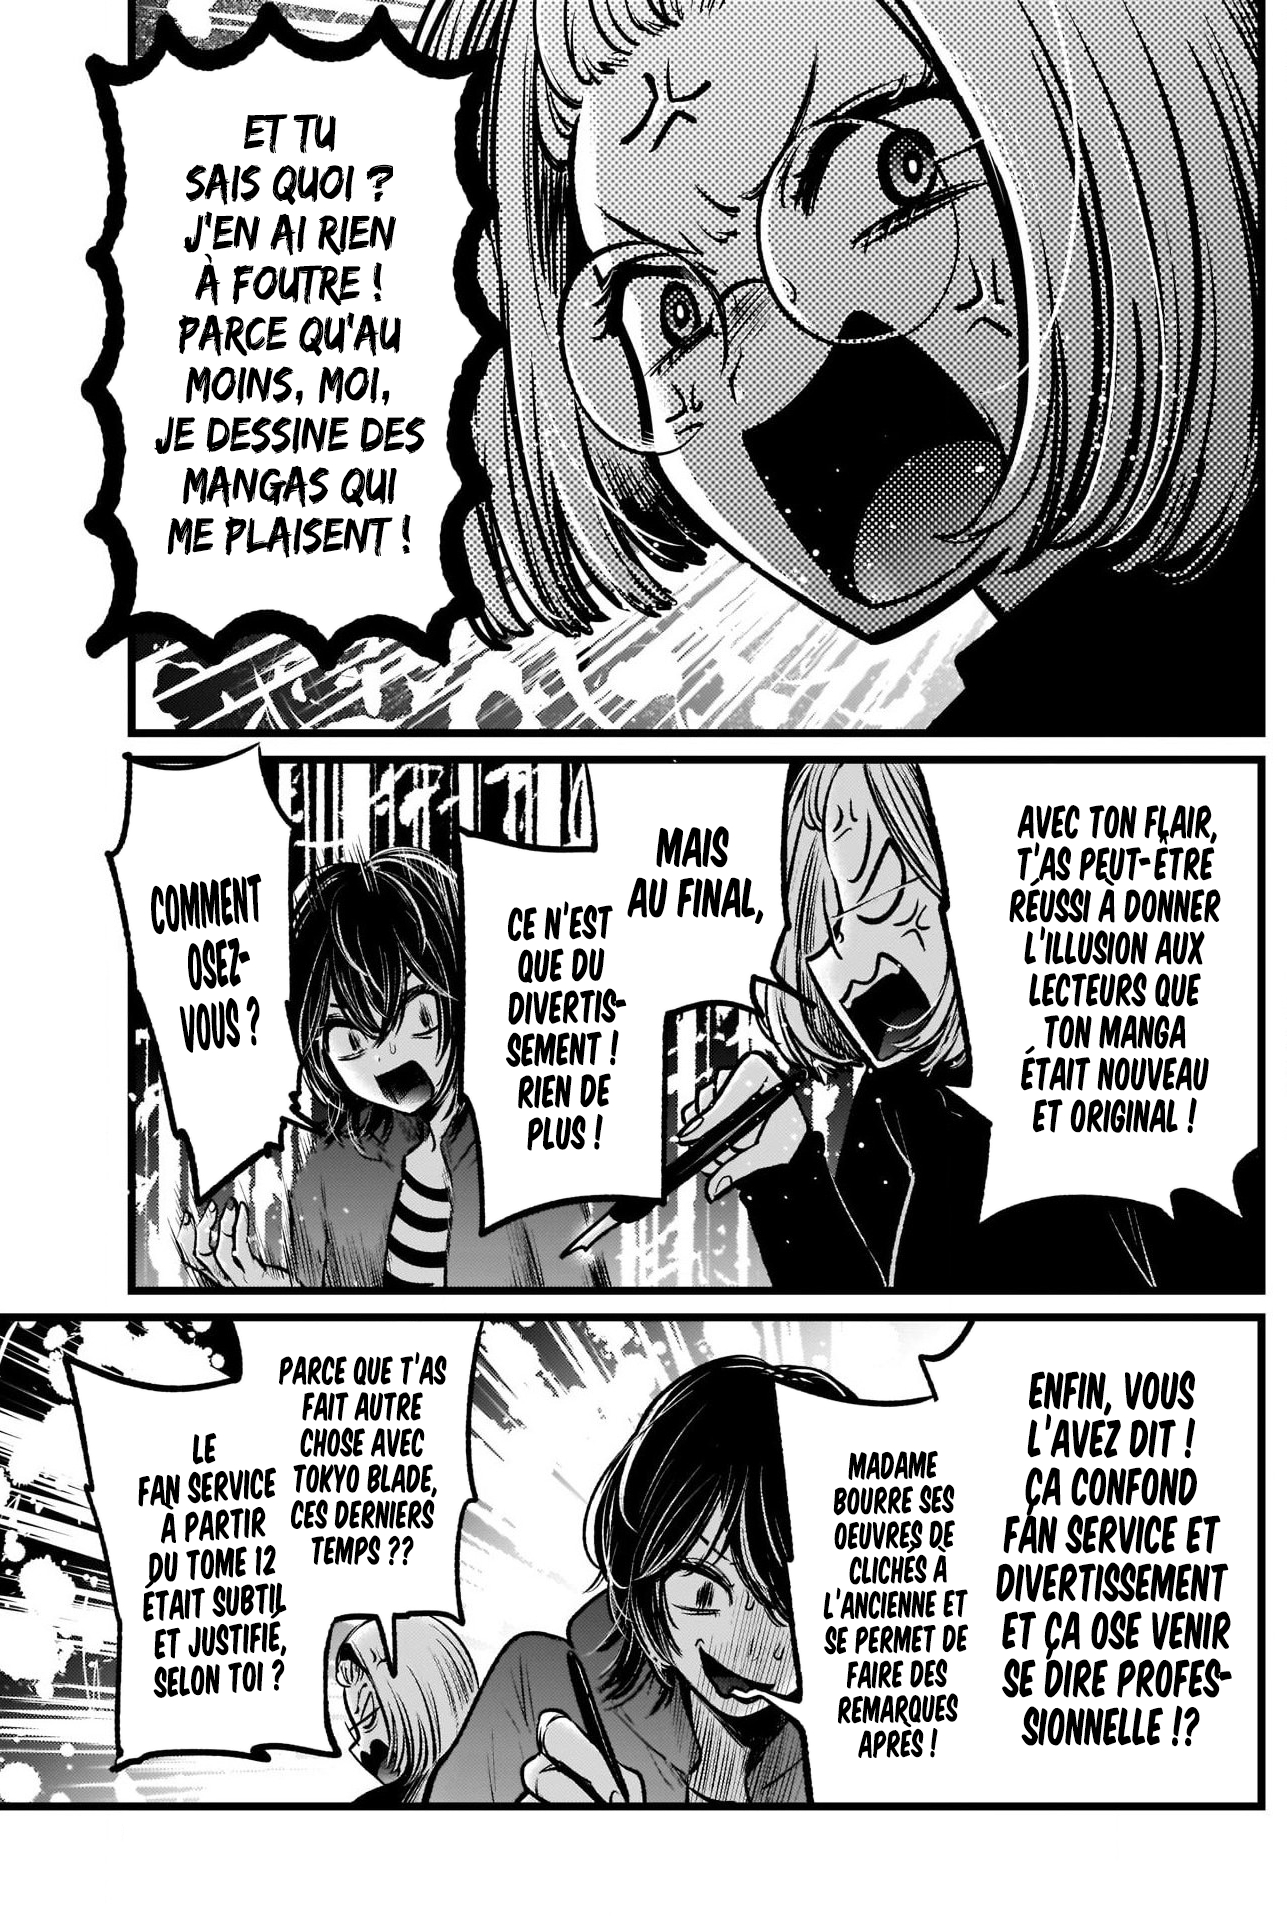 ET TU
SAIS QUOI ?
J'EN AI RIEN
À FOUTRE !
PARCE QU'AU
MOINS, MOI,
JE DESSINE DES
MANGAS QUI
ME PLAISENT !
AVEC TON FLAIR,
T'AS PEUT-ÊTRE
RÉUSSI À DONNER
L'ILLUSION AUX
LECTEURS QUE
TON MANGA
ÉTAIT NOUVEAU
ET ORIGINAL !
MAIS
AU FINAL,
CE N'EST
QUE DU
DIVERTIS-
SEMENT !
RIEN DE
PLUS !
COMMENT
OSEZ-
VOUS ?
ENFIN, VOUS
L'AVEZ DIT !
ÇA CONFOND
FAN SERVICE ET
DIVERTISSEMENT
ET ÇA OSE VENIR
SE DIRE PROFES-
SIONNELLE !?
MADAME
BOURRE SES
OEUVRES DE
CLICHÉS À
L'ANCIENNE ET
SE PERMET DE
FAIRE DES
REMARQUES
APRÈS !
PARCE QUE T'AS
FAIT AUTRE
CHOSE AVEC
TOKYO BLADE,
CES DERNIERS
TEMPS ??
LE
FAN SERVICE
À PARTIR
DU TOME 12
ÉTAIT SUBTIL
ET JUSTIFIÉ,
SELON TOI ?